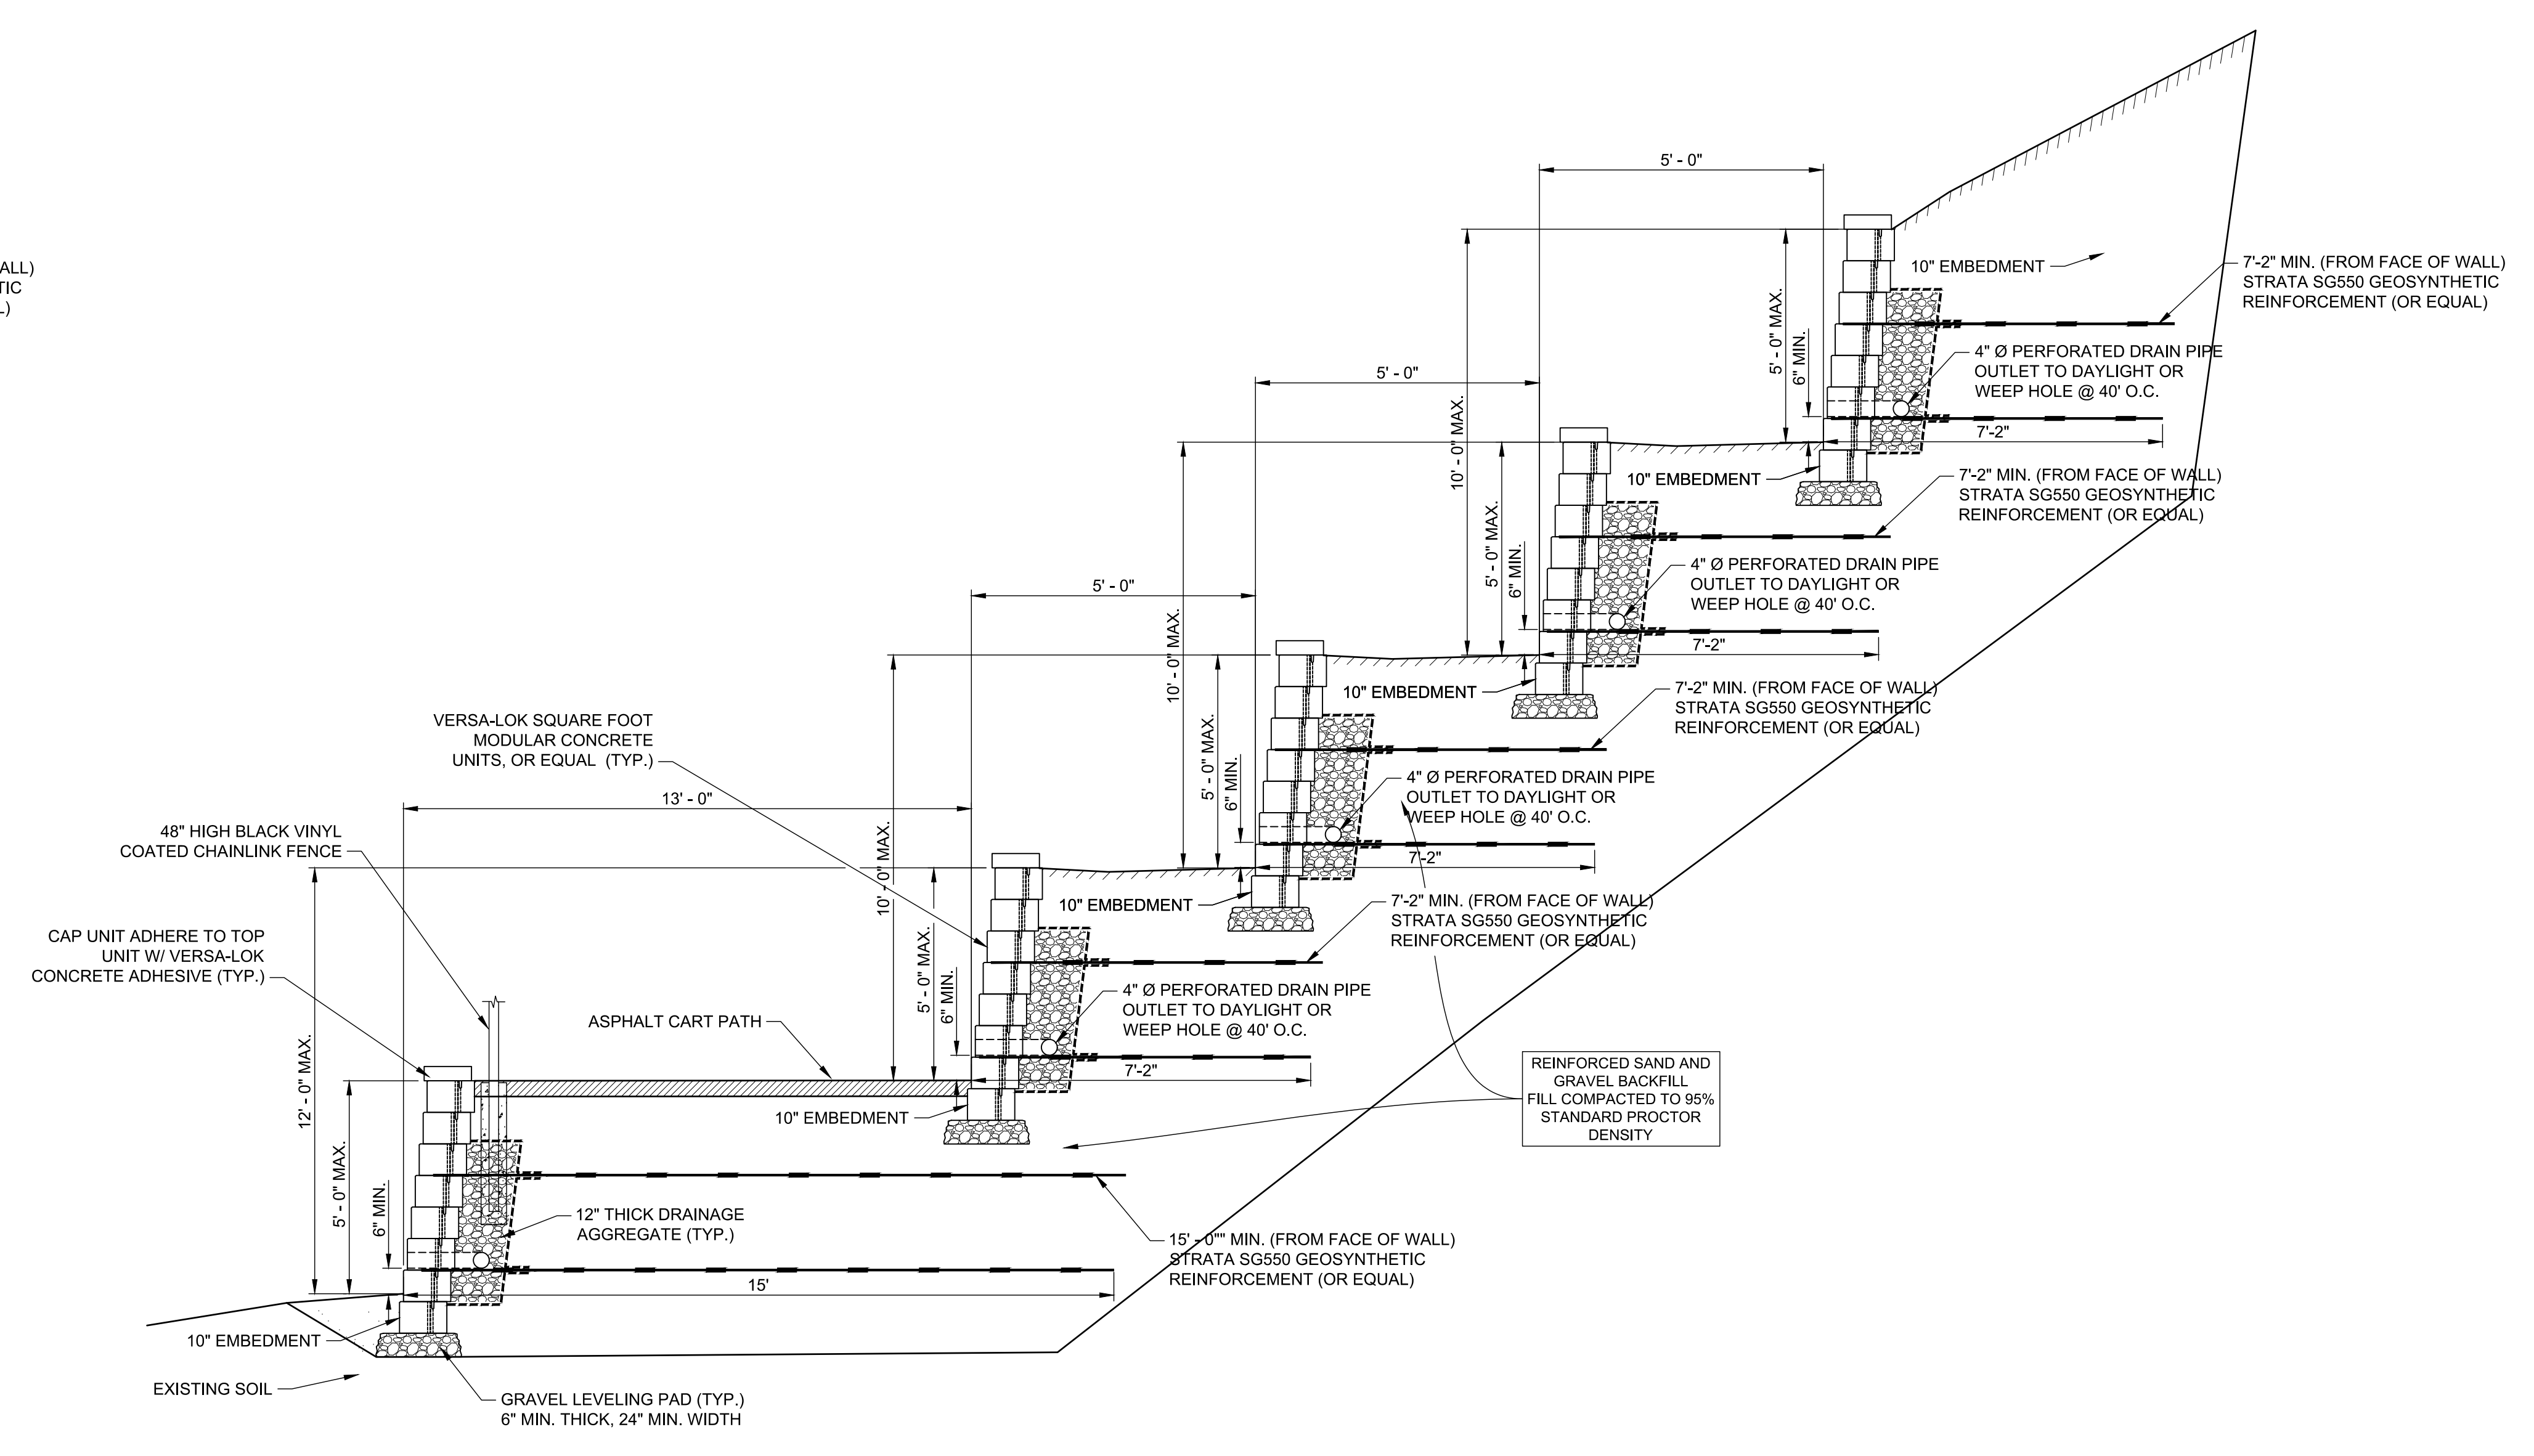 ALL)
TIC
L)
5' - 0"
10' - 0" MAX.
5' - 0" MAX.
6" MIN.
10" EMBEDMENT
7'-2" MIN. (FROM FACE OF WALL)
STRATA SG550 GEOSYNTHETIC
REINFORCEMENT (OR EQUAL)
4" Ø PERFORATED DRAIN PIPE
OUTLET TO DAYLIGHT OR
WEEP HOLE @ 40' O.C.
7'-2"
10" EMBEDMENT
5' - 0"
10' - 0" MAX.
5' - 0" MAX.
6" MIN.
7'-2" MIN. (FROM FACE OF WALL)
STRATA SG550 GEOSYNTHETIC
REINFORCEMENT (OR EQUAL)
4" Ø PERFORATED DRAIN PIPE
OUTLET TO DAYLIGHT OR
WEEP HOLE @ 40' O.C.
7'-2"
10" EMBEDMENT
5' - 0"
10' - 0" MAX.
5' - 0" MAX.
6" MIN.
7'-2" MIN. (FROM FACE OF WALL)
STRATA SG550 GEOSYNTHETIC
REINFORCEMENT (OR EQUAL)
4" Ø PERFORATED DRAIN PIPE
OUTLET TO DAYLIGHT OR
WEEP HOLE @ 40' O.C.
7'-2"
10" EMBEDMENT
VERSA-LOK SQUARE FOOT
MODULAR CONCRETE
UNITS, OR EQUAL (TYP.)
13' - 0"
48" HIGH BLACK VINYL
COATED CHAINLINK FENCE
CAP UNIT ADHERE TO TOP
UNIT W/ VERSA-LOK
CONCRETE ADHESIVE (TYP.)
5' - 0" MAX.
6" MIN.
7'-2" MIN. (FROM FACE OF WALL)
STRATA SG550 GEOSYNTHETIC
REINFORCEMENT (OR EQUAL)
4" Ø PERFORATED DRAIN PIPE
OUTLET TO DAYLIGHT OR
WEEP HOLE @ 40' O.C.
ASPHALT CART PATH
7'-2"
10" EMBEDMENT
REINFORCED SAND AND
GRAVEL BACKFILL
FILL COMPACTED TO 95%
STANDARD PROCTOR
DENSITY
12' - 0" MAX.
5' - 0" MAX.
6" MIN.
12" THICK DRAINAGE
AGGREGATE (TYP.)
15' - 0"" MIN. (FROM FACE OF WALL)
STRATA SG550 GEOSYNTHETIC
REINFORCEMENT (OR EQUAL)
15'
10" EMBEDMENT
EXISTING SOIL
GRAVEL LEVELING PAD (TYP.)
6" MIN. THICK, 24" MIN. WIDTH